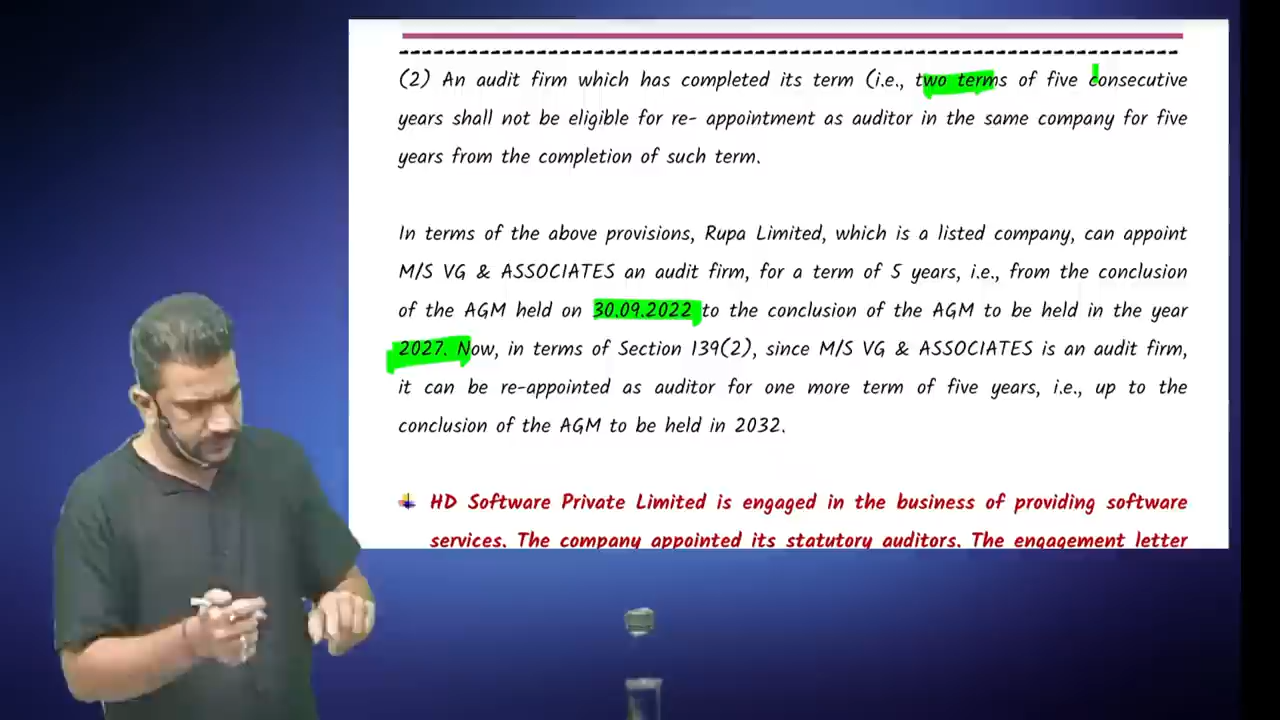 (2) An audit firm which has completed its term (i.e., two terms of five consecutive
years shall not be eligible for re- appointment as auditor in the same company for five
years from the completion of such term.
In terms of the above provisions, Rupa Limited, which is a listed company, can appoint
M/S VG & ASSOCIATES an audit firm, for a term of 5 years, i.e., from the conclusion
of the AGM held on 30.09.2022 to the conclusion of the AGM to be held in the year
2027. Now, in terms of Section 139(2), since M/S VG & ASSOCIATES is an audit firm,
it can be re-appointed as auditor for one more term of five years, i.e., up to the
conclusion of the AGM to be held in 2032.
HD Software Private Limited is engaged in the business of providing software
services. The company appointed its statutory auditors. The engagement letter